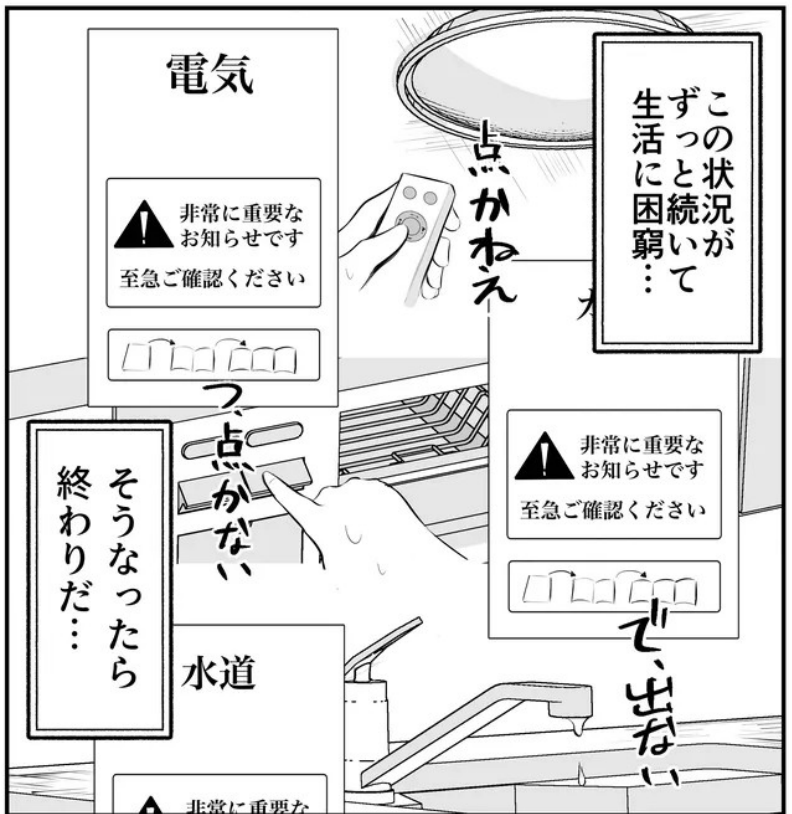 この状況が
ずっと続いて
生活に困窮…
電気
非常に重要な
お知らせです
至急ご確認ください
点かねえ
非常に重要な
お知らせです
至急ご確認ください
つ、点かない
で、出ない
そうなったら
終わりだ…
水道
非常に重要な